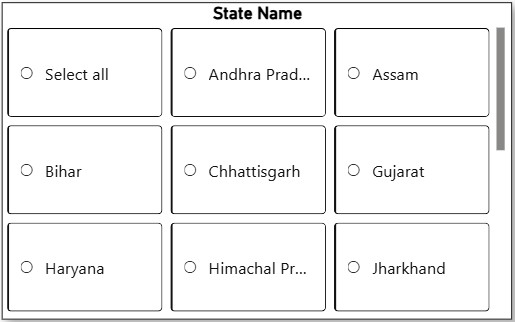 State Name
Select all
Andhra Prad...
Assam
Bihar
Chhattisgarh
Gujarat
Haryana
Himachal Pr...
Jharkhand